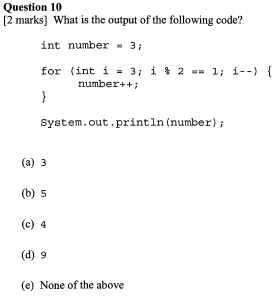 Question 10
[2 marks] What is the output of the following code?
int number = 3;
for (int i = 3; i % 2 == 1; i--) {
number++;
}
System.out.println(number);
(a) 3
(b) 5
(c) 4
(d) 9
(e) None of the above